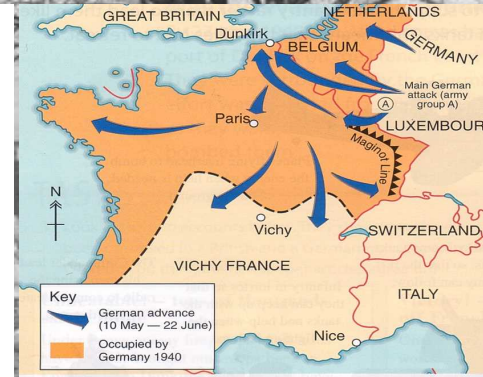 GREAT BRITAIN
NETHERLANDS
Dunkirk
BELGIUM
GERMANY
Main German
attack (army
group A)
A
Paris
LUXEMBOUR
Maginot Line
N
Vichy
SWITZERLAND
VICHY FRANCE
ITALY
Key
German advance
(10 May — 22 June)
Occupied by
Germany 1940
Nice